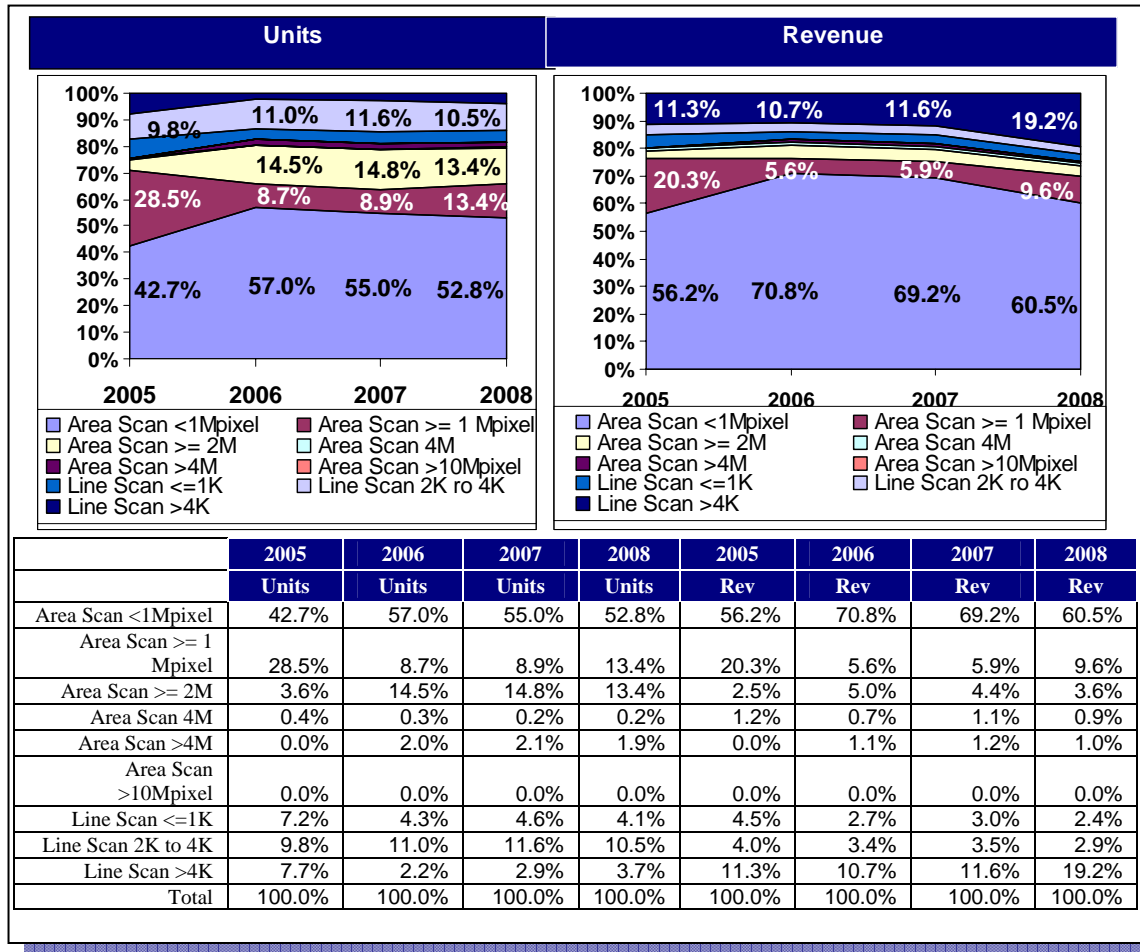 Units
Revenue
100%
90%
80%
70%
60%
50%
40%
30%
20%
10%
0%
9.8% 11.0% 11.6% 10.5%
14.5% 14.8% 13.4%
28.5% 8.7% 8.9% 13.4%
42.7% 57.0% 55.0% 52.8%
2005 2006 2007 2008
Area Scan <1Mpixel Area Scan >= 1 Mpixel
Area Scan >= 2M Area Scan 4M
Area Scan >4M Area Scan >10Mpixel
Line Scan <=1K Line Scan 2K ro 4K
Line Scan >4K
100%
90%
80%
70%
60%
50%
40%
30%
20%
10%
0%
11.3% 10.7% 11.6% 19.2%
20.3% 5.6% 5.9% 9.6%
56.2% 70.8% 69.2% 60.5%
2005 2006 2007 2008
Area Scan <1Mpixel Area Scan >= 1 Mpixel
Area Scan >= 2M Area Scan 4M
Area Scan >4M Area Scan >10Mpixel
Line Scan <=1K Line Scan 2K ro 4K
Line Scan >4K
2005 2006 2007 2008 2005 2006 2007 2008
Units Units Units Units Rev Rev Rev Rev
Area Scan <1Mpixel 42.7% 57.0% 55.0% 52.8% 56.2% 70.8% 69.2% 60.5%
Area Scan >= 1
Mpixel 28.5% 8.7% 8.9% 13.4% 20.3% 5.6% 5.9% 9.6%
Area Scan >= 2M 3.6% 14.5% 14.8% 13.4% 2.5% 5.0% 4.4% 3.6%
Area Scan 4M 0.4% 0.3% 0.2% 0.2% 1.2% 0.7% 1.1% 0.9%
Area Scan >4M 0.0% 2.0% 2.1% 1.9% 0.0% 1.1% 1.2% 1.0%
Area Scan
>10Mpixel 0.0% 0.0% 0.0% 0.0% 0.0% 0.0% 0.0% 0.0%
Line Scan <=1K 7.2% 4.3% 4.6% 4.1% 4.5% 2.7% 3.0% 2.4%
Line Scan 2K to 4K 9.8% 11.0% 11.6% 10.5% 4.0% 3.4% 3.5% 2.9%
Line Scan >4K 7.7% 2.2% 2.9% 3.7% 11.3% 10.7% 11.6% 19.2%
Total 100.0% 100.0% 100.0% 100.0% 100.0% 100.0% 100.0% 100.0%